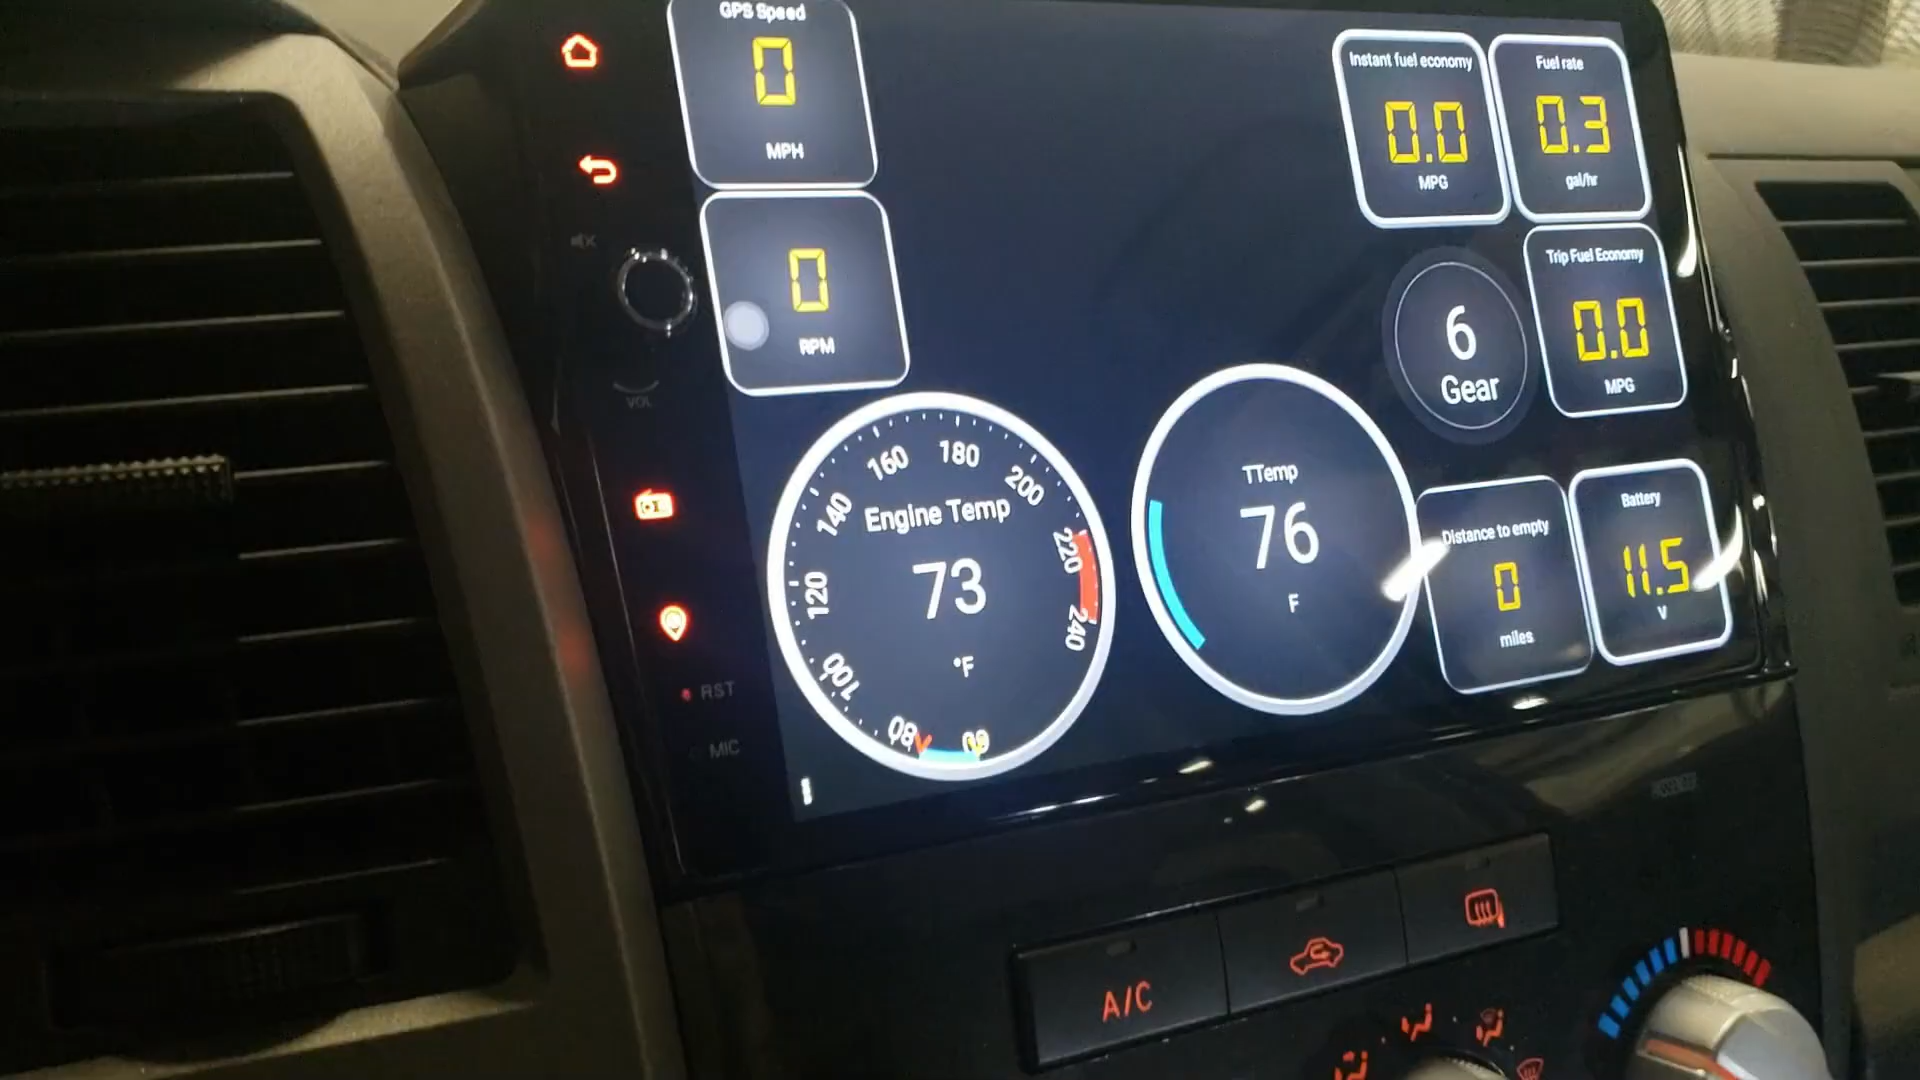 GPS Speed
0
MPH
0
RPM
VOL
RST
MIC
Instant fuel economy
0.0
MPG
Fuel rate
0.3
gal/hr
6
Gear
Trip Fuel Economy
0.0
MPG
Engine Temp
73
°F
60
80
100
120
140
160
180
200
220
240
TTemp
76
F
Distance to empty
0
miles
Battery
11.5
V
A/C